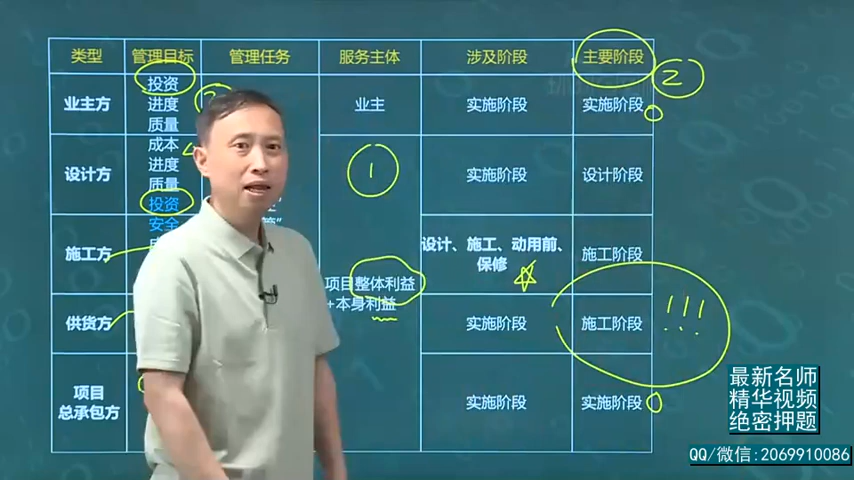 类型 管理目标 管理任务 服务主体 涉及阶段 主要阶段
②
业主方 投资 进度 质量 业主 实施阶段 实施阶段
设计方 成本 进度 质量 投资 ① 实施阶段 设计阶段
施工方 安全 设计、施工、动用前、 施工阶段
保修
项目整体利益
+本身利益
供货方 实施阶段 施工阶段 !!!
项目
总承包方 实施阶段 实施阶段
最新名师
精华视频
绝密押题
QQ/微信:2069910086